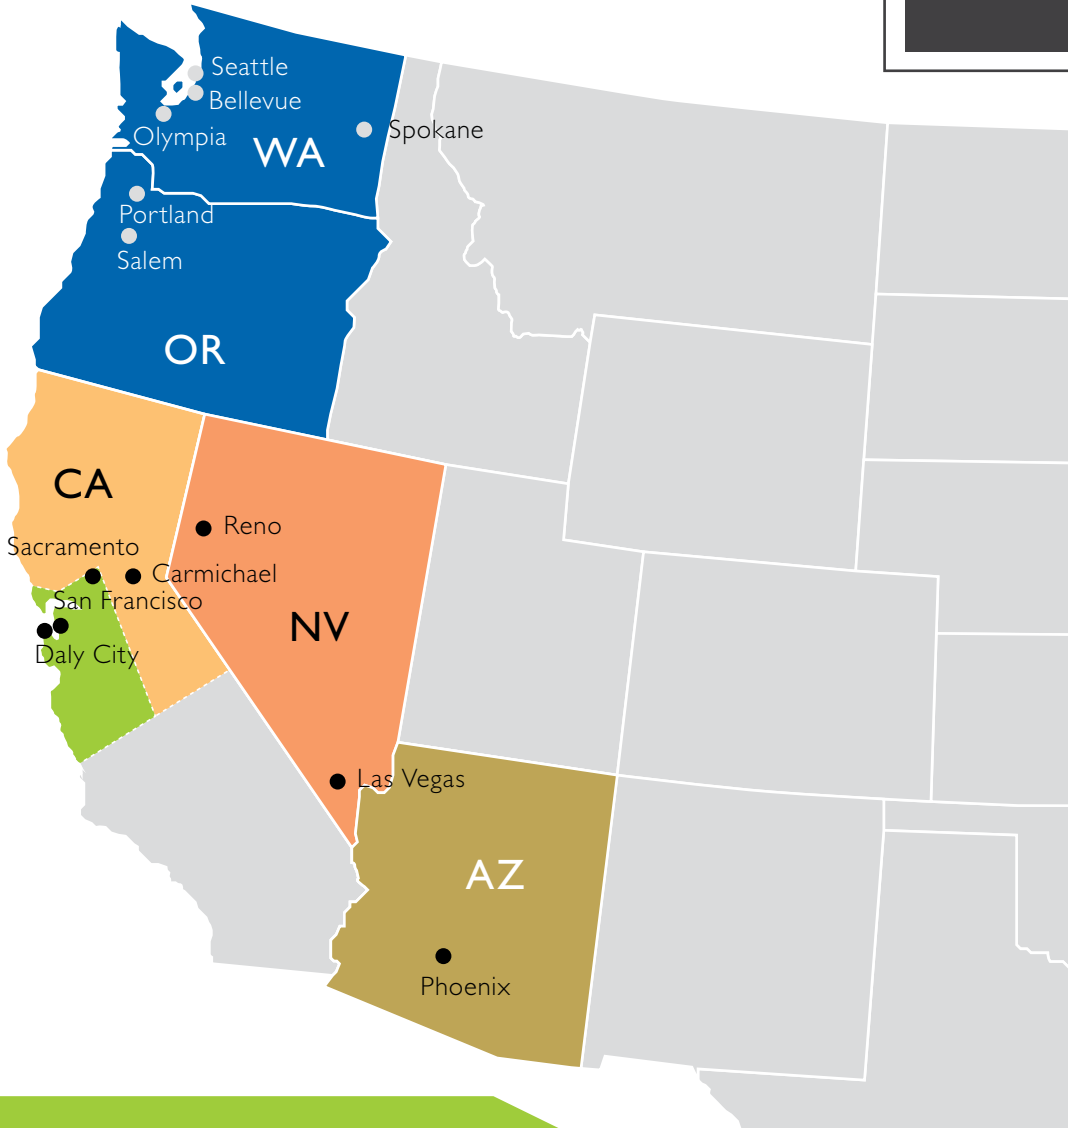 Seattle
Bellevue
Olympia
Spokane
WA
Portland
Salem
OR
CA
Reno
Sacramento
Carmichael
San Francisco
NV
Daly City
Las Vegas
AZ
Phoenix